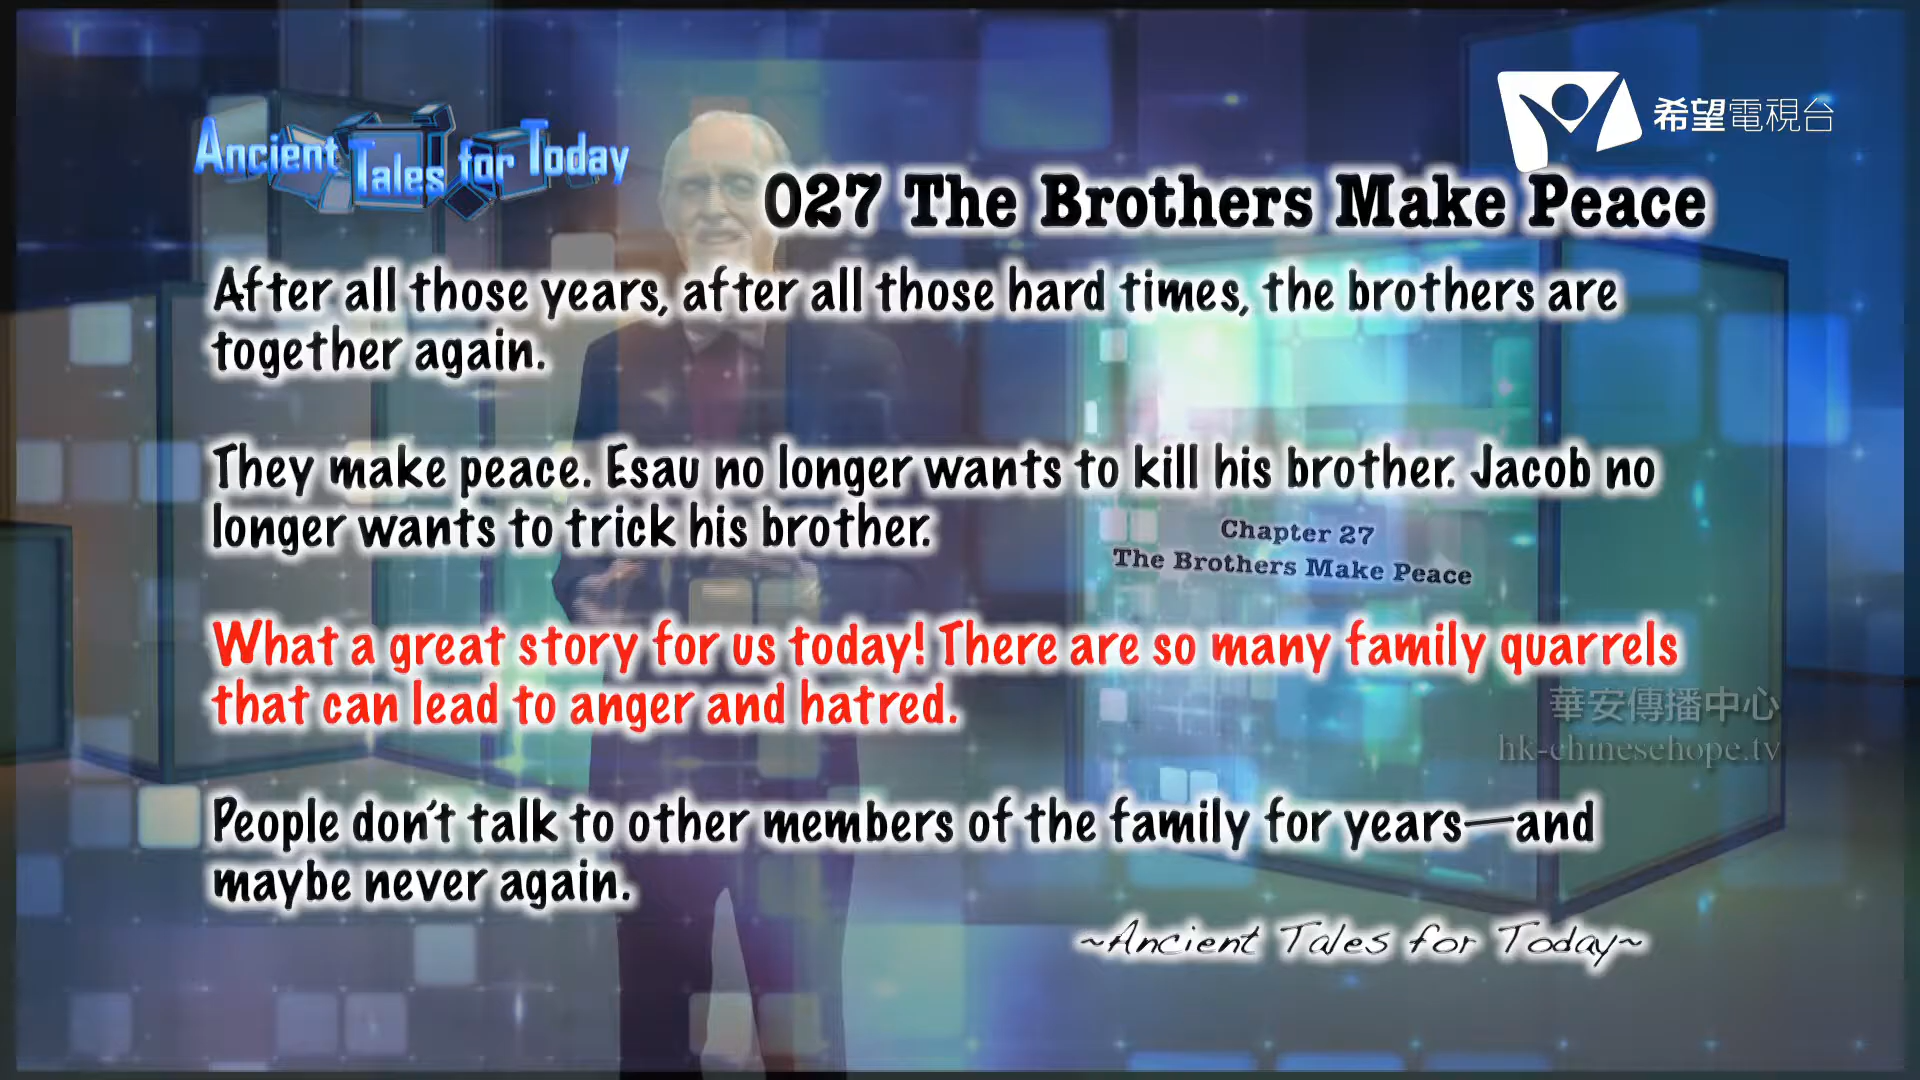 希望電視台
Ancient Tales for Today
027 The Brothers Make Peace
After all those years, after all those hard times, the brothers are
together again.
They make peace. Esau no longer wants to kill his brother. Jacob no
longer wants to trick his brother.
Chapter 27
The Brothers Make Peace
What a great story for us today! There are so many family quarrels
that can lead to anger and hatred.
華安傳播中心
hk-chinesehope.tv
People don't talk to other members of the family for years—and
maybe never again.
~Ancient Tales for Today~